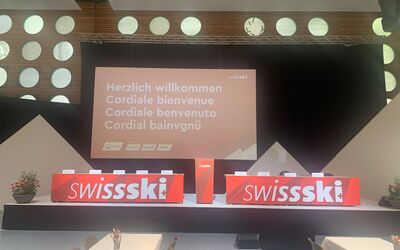 swissski
Herzlich willkommen
Cordiale bienvenue
Cordiale benvenuto
Cordial bainvgnü
swissski
swissski